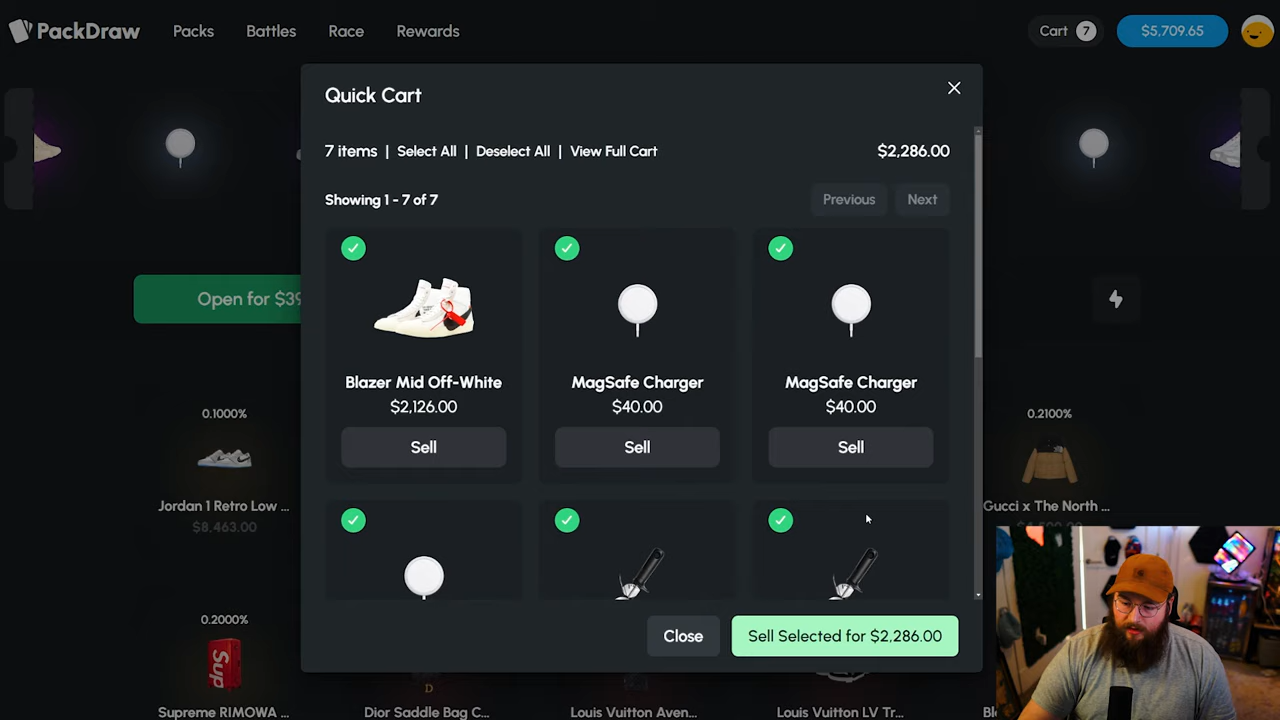 PackDraw
Packs
Battles
Race
Rewards
Cart 7
$5,709.65
Quick Cart
7 items | Select All | Deselect All | View Full Cart
$2,286.00
Showing 1 - 7 of 7
Previous
Next
Open for $39
Blazer Mid Off-White
MagSafe Charger
MagSafe Charger
$2,126.00
$40.00
$40.00
Sell
Sell
Sell
0.1000%
0.2100%
Jordan 1 Retro Low ...
$8,463.00
Gucci x The North ...
0.2000%
Sup
Close
Sell Selected for $2,286.00
D
Supreme RIMOWA ...
Dior Saddle Bag C...
Louis Vuitton Aven...
Louis Vuitton LV Tr...